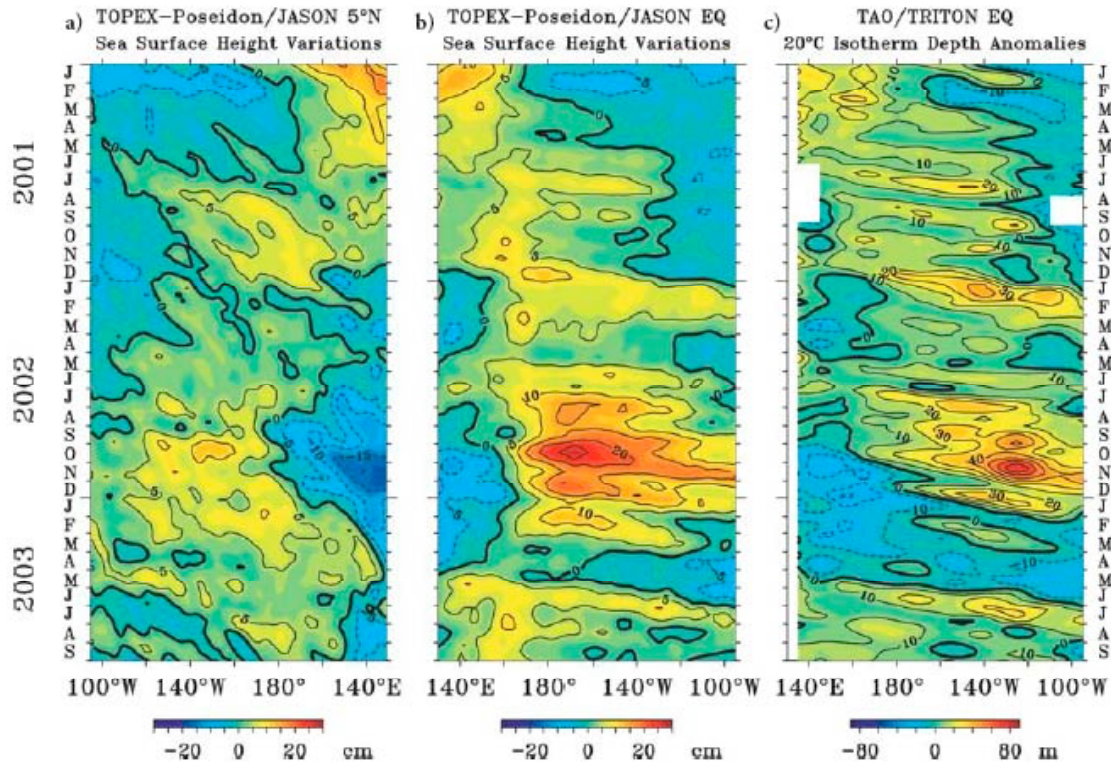 a) TOPEX-Poseidon/JASON 5°N
Sea Surface Height Variations
b) TOPEX-Poseidon/JASON EQ
Sea Surface Height Variations
c) TAO/TRITON EQ
20°C Isotherm Depth Anomalies
J
F
M
A
M
J
J
A
S
O
N
D
J
F
M
A
M
J
J
A
S
O
N
D
J
F
M
A
M
J
J
A
S
2001
2002
2003
J
F
M
A
M
J
J
A
S
O
N
D
J
F
M
A
M
J
J
A
S
O
N
D
J
F
M
A
M
J
J
A
S
100°W 140°W 180° 140°E
140°E 180° 140°W 100°W
140°E 180° 140°W 100°W
-20 0 20 cm
-20 0 20 cm
-80 0 80 m